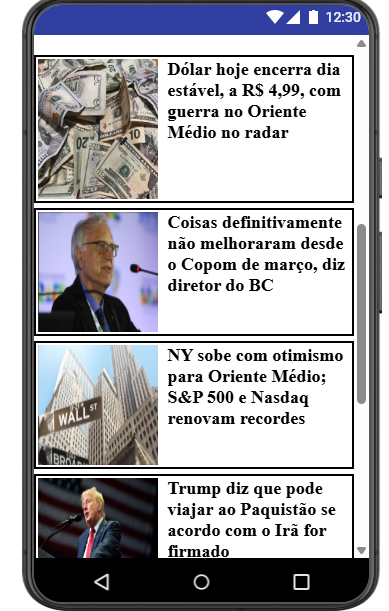 12:30
Dólar hoje encerra dia
estável, a R$ 4,99, com
guerra no Oriente
Médio no radar
Coisas definitivamente
não melhoraram desde
o Copom de março, diz
diretor do BC
NY sobe com otimismo
para Oriente Médio;
S&P 500 e Nasdaq
renovam recordes
WALL ST
BROAD
Trump diz que pode
viajar ao Paquistão se
acordo com o Irã for
firmado